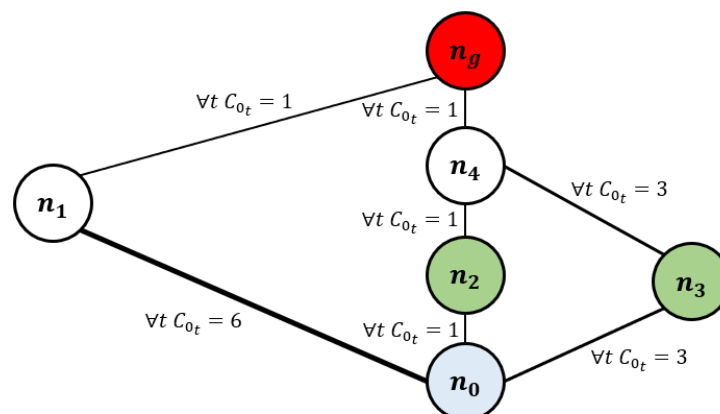 n_g
∀t C_{0_t} = 1
∀t C_{0_t} = 1
n_4
∀t C_{0_t} = 3
n_1
∀t C_{0_t} = 1
n_2
n_3
∀t C_{0_t} = 6
∀t C_{0_t} = 1
∀t C_{0_t} = 3
n_0